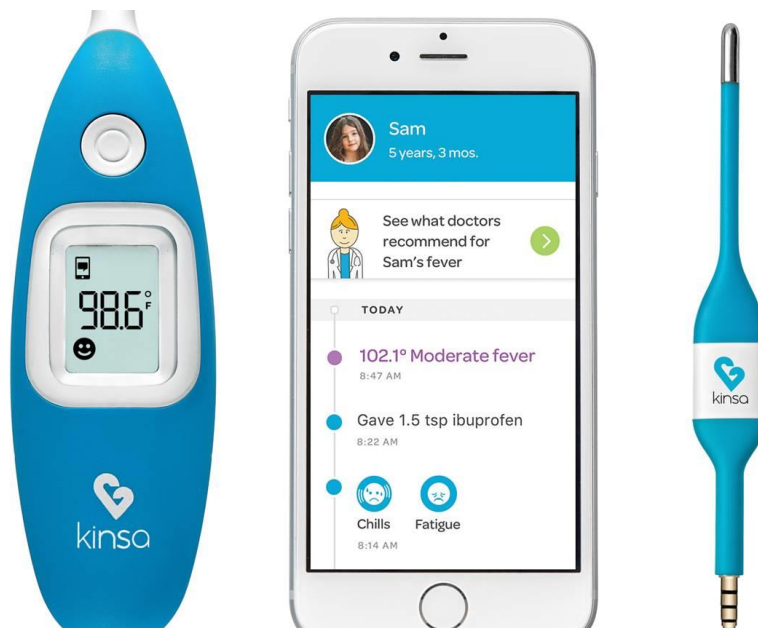 98.6°F
kinsa
Sam
5 years, 3 mos.
See what doctors
recommend for
Sam's fever
TODAY
102.1° Moderate fever
8:47 AM
Gave 1.5 tsp ibuprofen
8:22 AM
Chills Fatigue
8:14 AM
kinsa